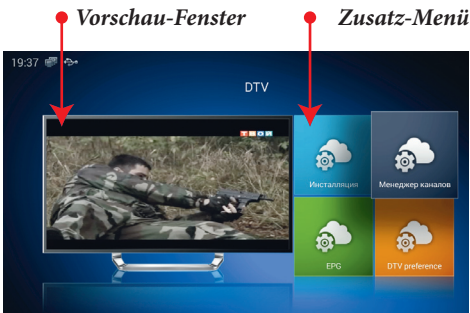 Vorschau-Fenster
Zusatz-Menü
19:37
DTV
Инсталляция
Менеджер каналов
EPG
DTV preference